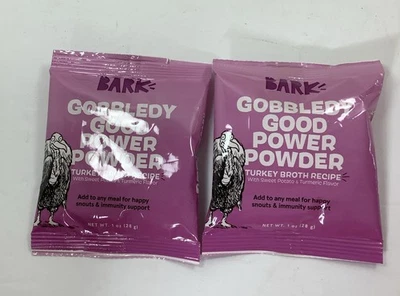 BARK
GOBBLEDY
GOOD
POWER
POWDER
TURKEY BROTH RECIPE
With Sweet Potato & Turmeric Flavor
Add to any meal for happy
snouts & immunity support
NET WT. 1 oz (28 g)
BARK
GOBBLEDY
GOOD
POWER
POWDER
TURKEY BROTH RECIPE
With Sweet Potato & Turmeric Flavor
Add to any meal for happy
snouts & immunity support
NET WT. 1 oz (28 g)